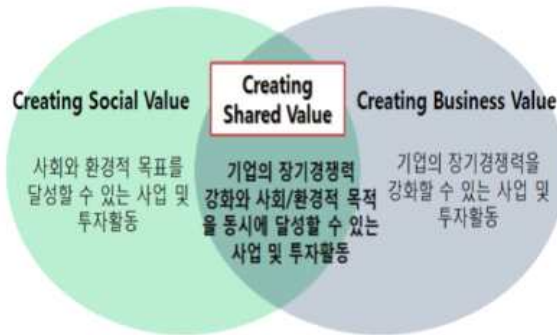 Creating Social Value
사회와 환경적 목표를
달성할 수 있는 사업 및
투자활동
Creating
Shared Value
기업의 장기경쟁력
강화와 사회/환경적 목적
을 동시에 달성할 수 있는
사업 및 투자활동
Creating Business Value
기업의 장기경쟁력을
강화할 수 있는 사업 및
투자활동